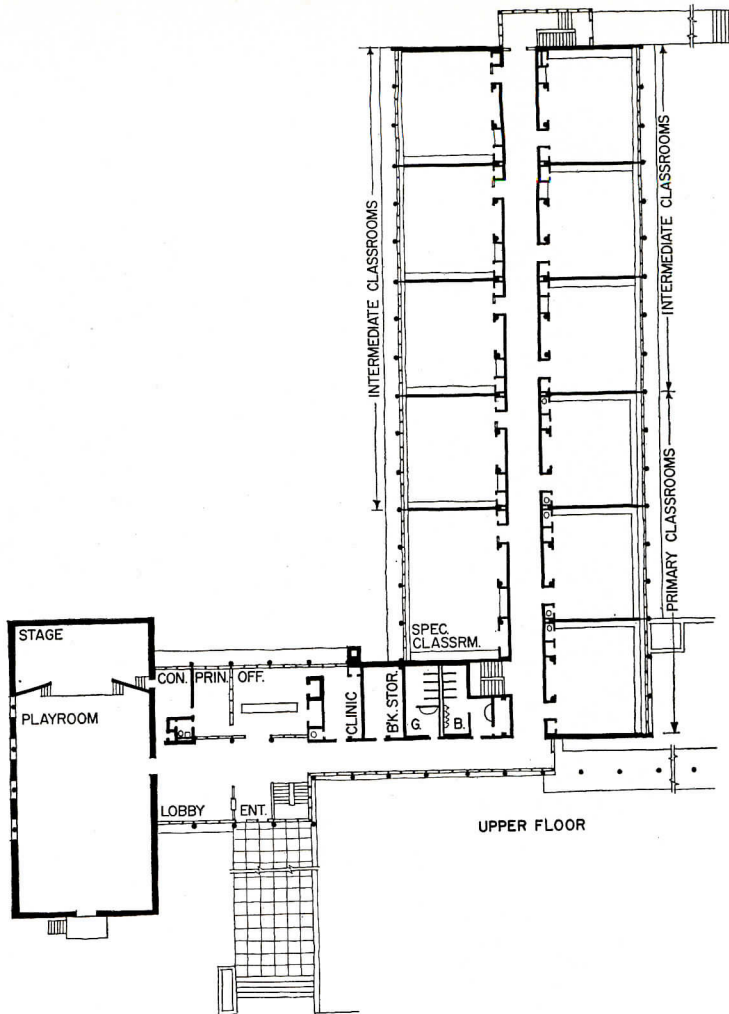 INTERMEDIATE CLASSROOMS
INTERMEDIATE CLASSROOMS
PRIMARY CLASSROOMS
SPEC.
CLASSRM.
STAGE
PLAYROOM
CON.
PRIN.
OFF.
CLINIC
B'K. STOR.
G.
B.
LOBBY
ENT.
UPPER FLOOR